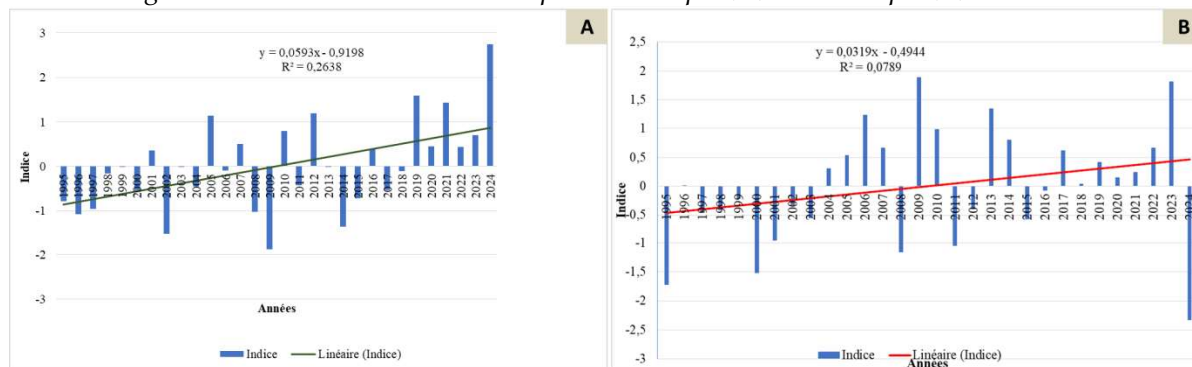 A
y = 0,0593x - 0,9198
R² = 0,2638
3
2
1
0
-1
-2
-3
Indice
1995 1996 1997 1998 1999 2000 2001 2002 2003 2004 2005 2006 2007 2008 2009 2010 2011 2012 2013 2014 2015 2016 2017 2018 2019 2020 2021 2022 2023 2024
Années
Indice
Linéaire (Indice)
B
y = 0,0319x - 0,4944
R² = 0,0789
2,5
2
1,5
1
0,5
0
-0,5
-1
-1,5
-2
-2,5
-3
Indice
1995 1996 1997 1998 1999 2000 2001 2002 2003 2004 2005 2006 2007 2008 2009 2010 2011 2012 2013 2014 2015 2016 2017 2018 2019 2020 2021 2022 2023 2024
Années
Indice
Linéaire (Indice)